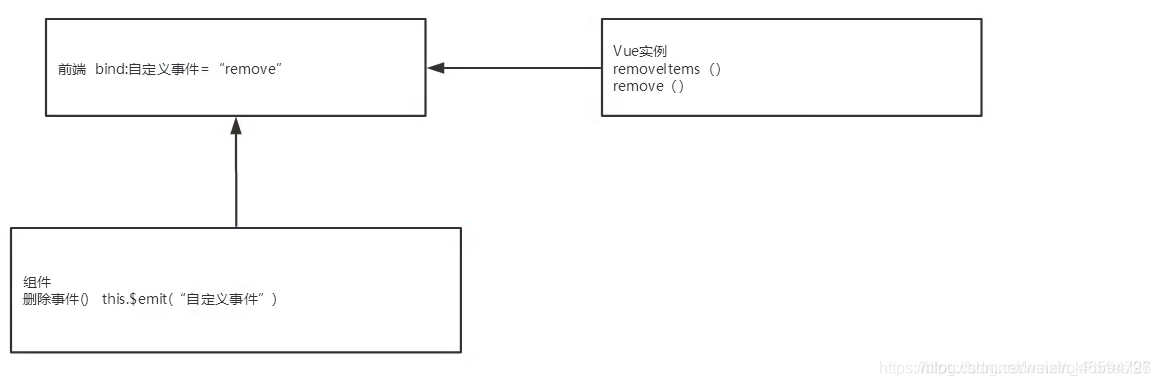 前端 bind:自定义事件=“remove”
Vue实例
removeItems（）
remove（）
组件
删除事件() this.$emit(“自定义事件”)